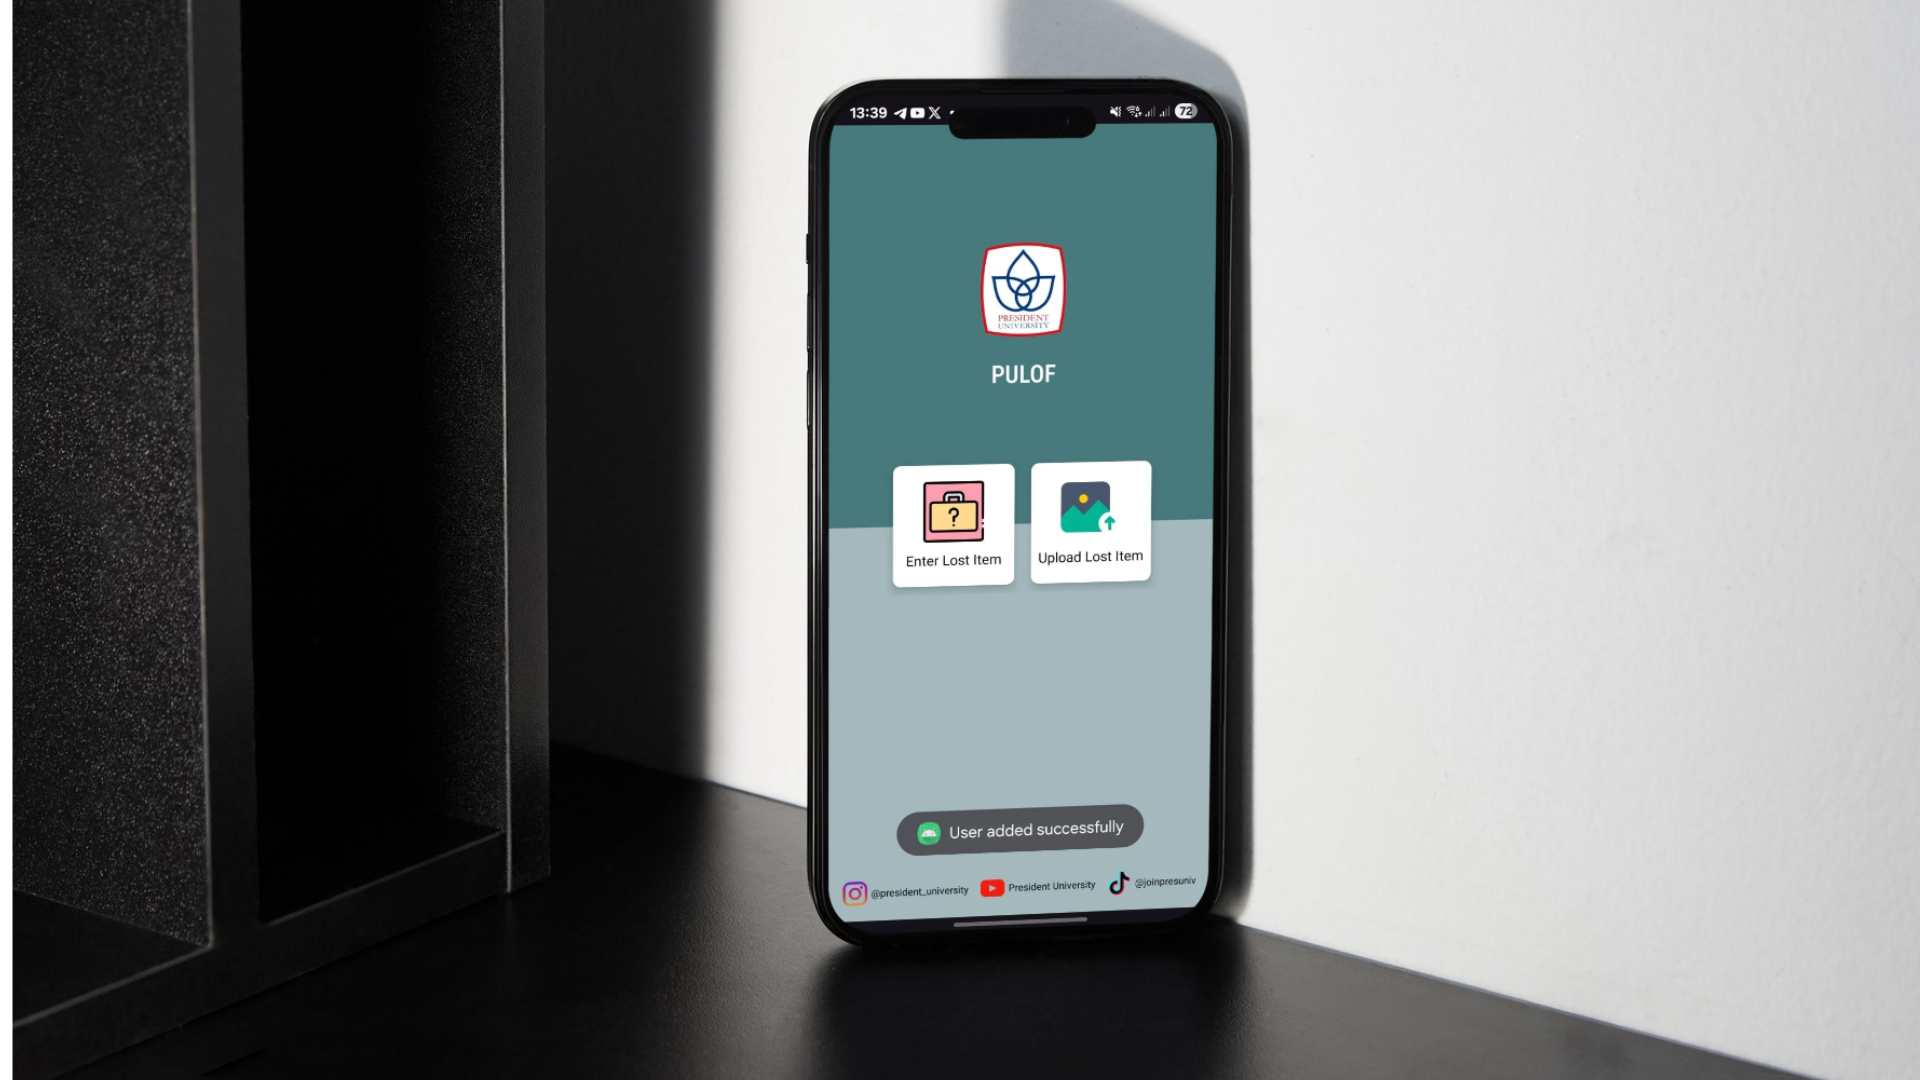 13:39
72
PRESIDENT
UNIVERSITY
PULOF
?
Enter Lost Item
Upload Lost Item
User added successfully
@president_university
President University
@joinpresuniv